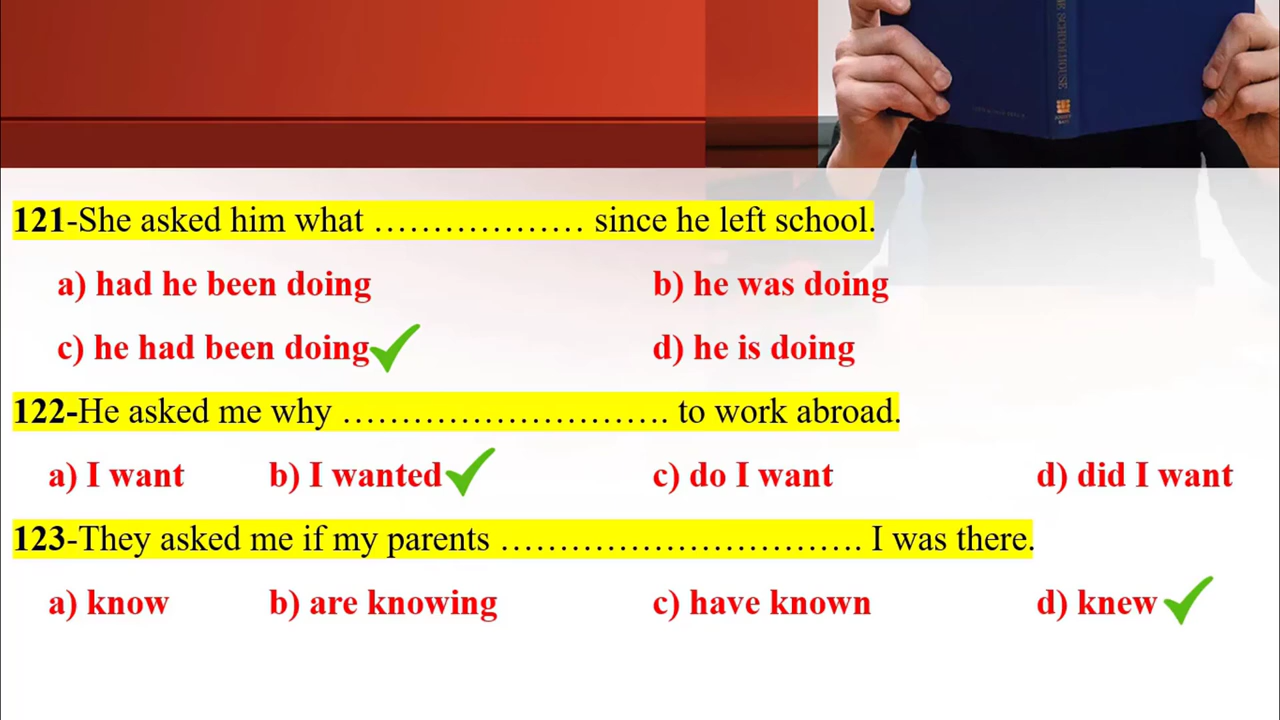 121-She asked him what ……………… since he left school.
a) had he been doing b) he was doing
c) he had been doing d) he is doing
122-He asked me why ………………………. to work abroad.
a) I want b) I wanted c) do I want d) did I want
123-They asked me if my parents …………………………. I was there.
a) know b) are knowing c) have known d) knew